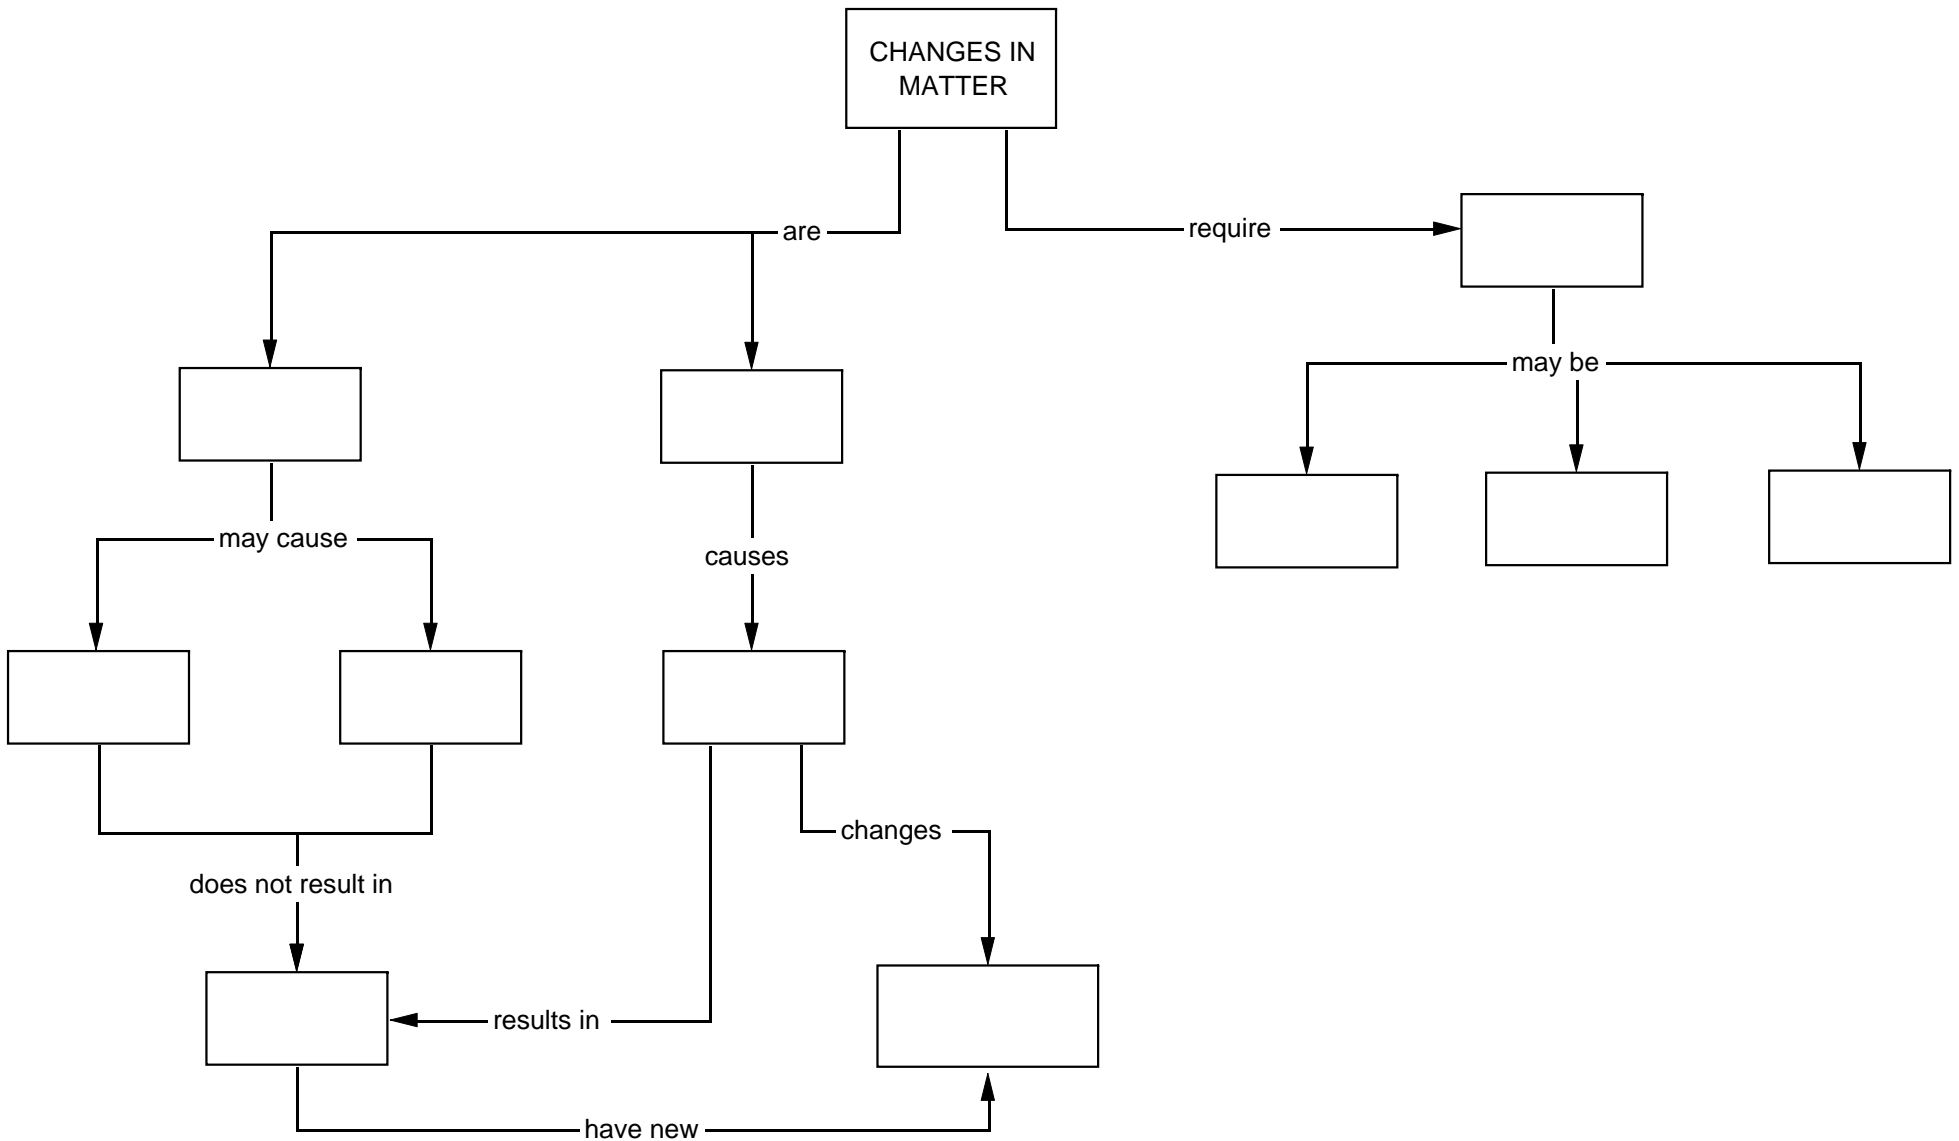 CHANGES IN
MATTER
are
require
may be
may cause
causes
changes
does not result in
results in
have new